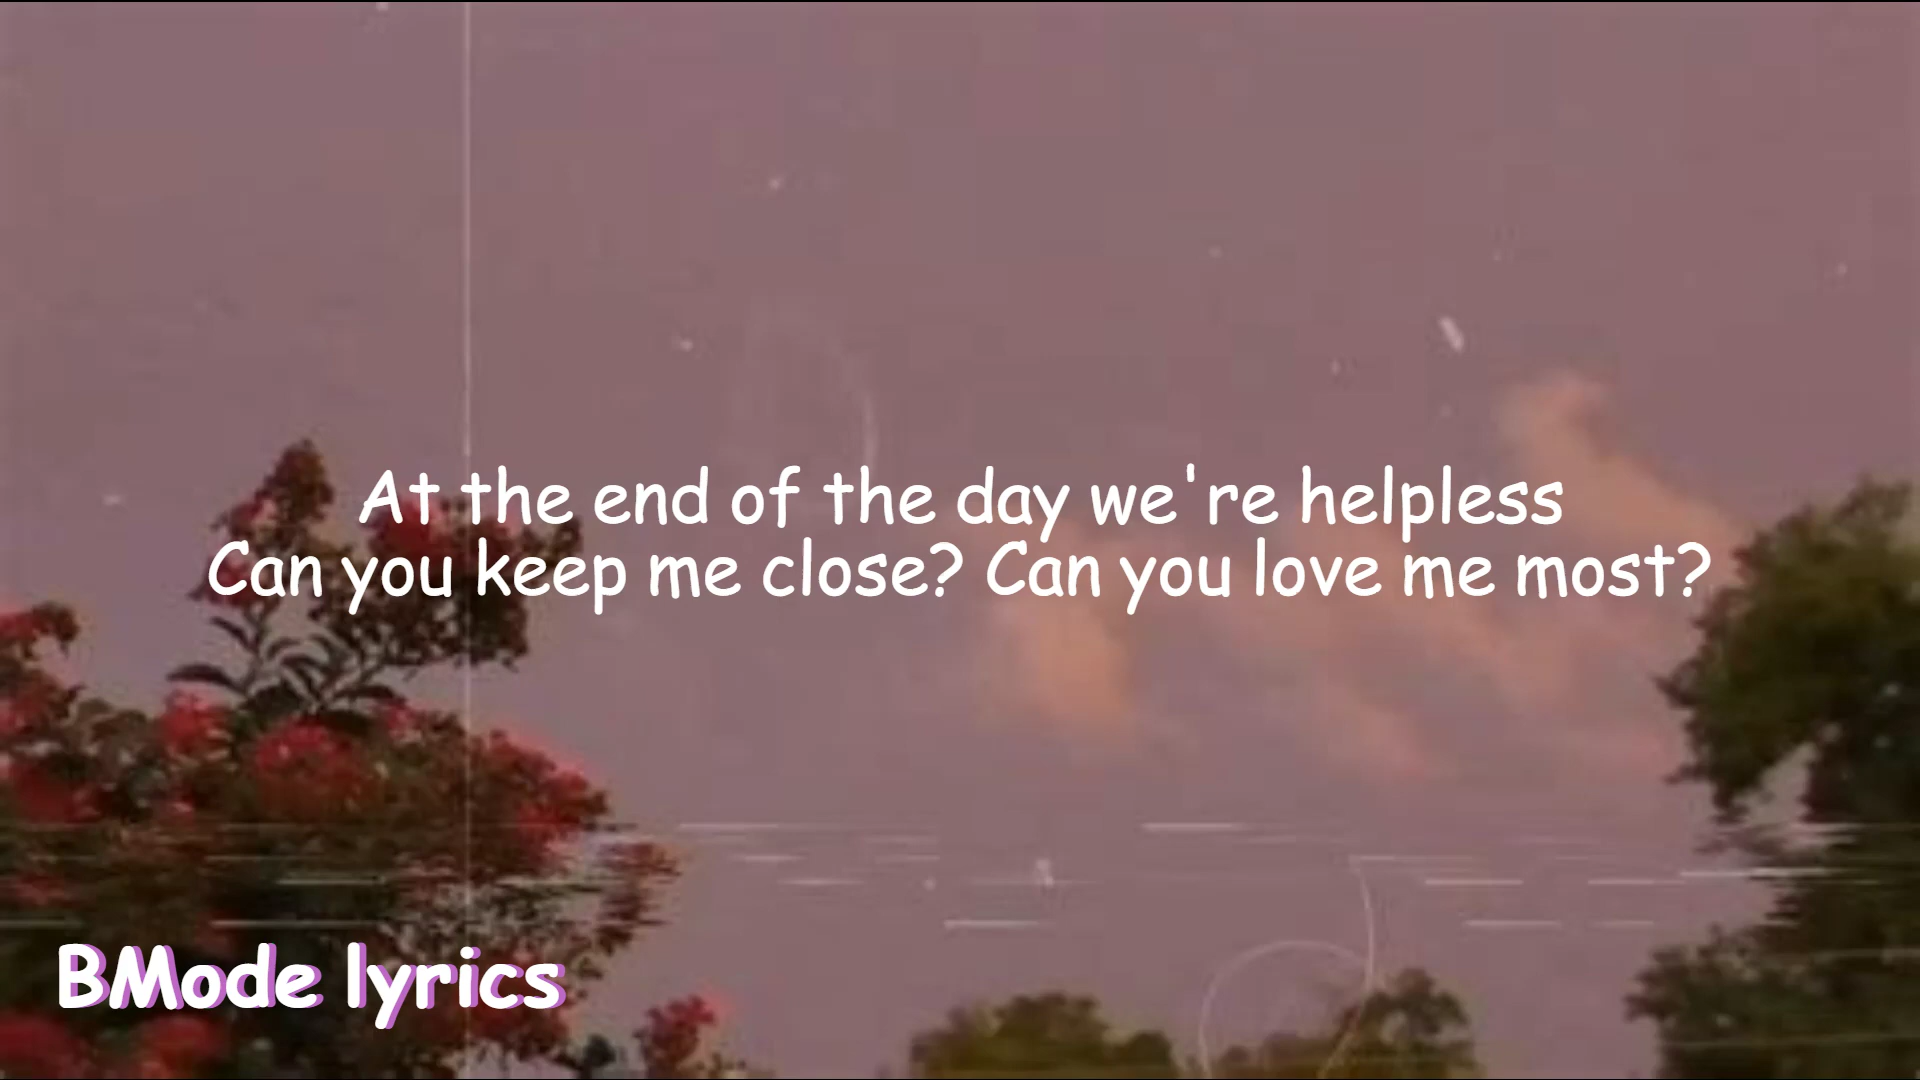 At the end of the day we're helpless
Can you keep me close? Can you love me most?
BMode lyrics